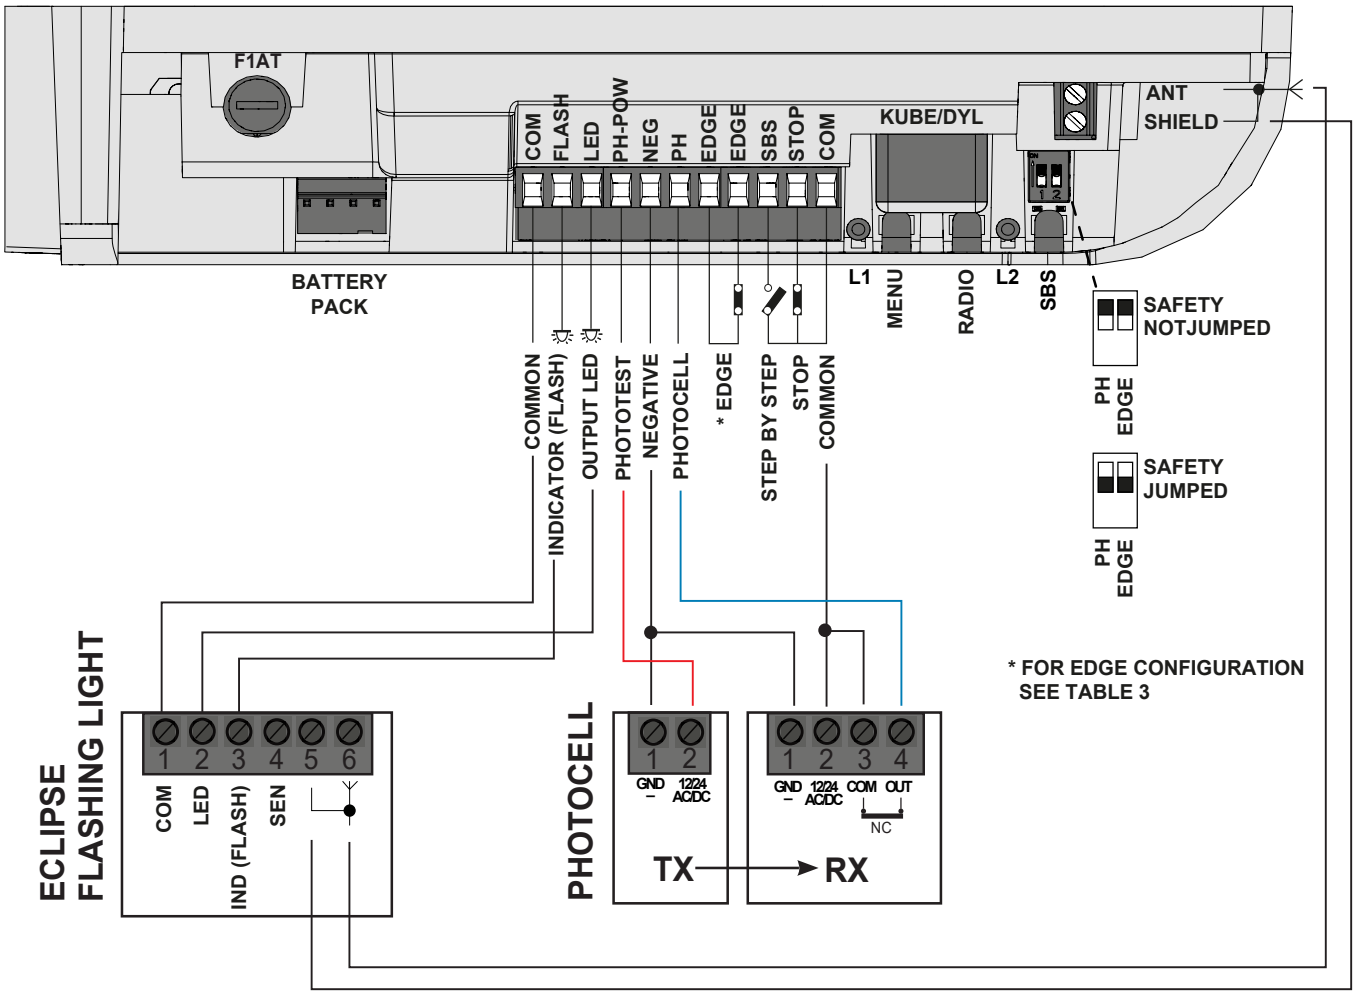 F1AT
COM
FLASH
LED
PH-POW
NEG
PH
EDGE
EDGE
SBS
STOP
COM
KUBE/DYL
ANT
SHIELD
ON
1 2
BATTERY
PACK
L1
MENU
RADIO
L2
SBS
SAFETY
NOTJUMPED
PH
EDGE
SAFETY
JUMPED
PH
EDGE
COMMON
INDICATOR (FLASH)
OUTPUT LED
PHOTOTEST
NEGATIVE
PHOTOCELL
* EDGE
STEP BY STEP
STOP
COMMON
* FOR EDGE CONFIGURATION
SEE TABLE 3
ECLIPSE
FLASHING LIGHT
1 2 3 4 5 6
COM
LED
IND (FLASH)
SEN
PHOTOCELL
1 2
GND
–
12/24
AC/DC
TX
1 2 3 4
GND
–
12/24
AC/DC
COM
OUT
NC
RX